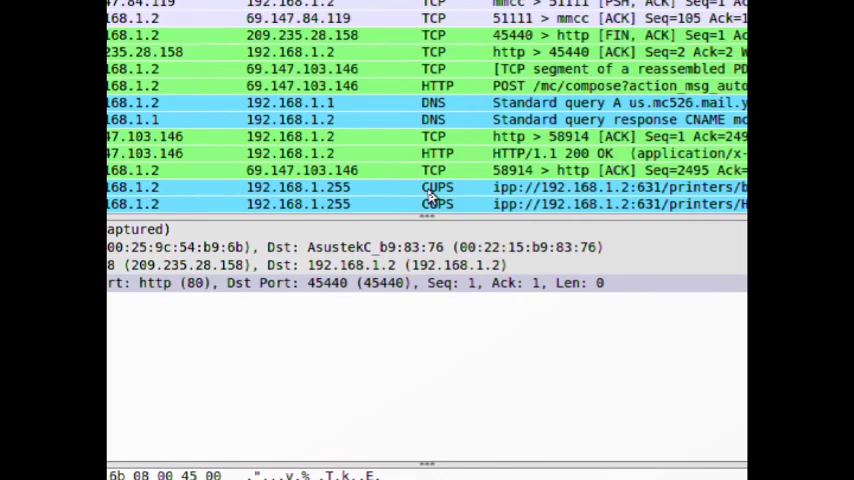 47.84.119 192.168.1.2 TCP mmcc > 51111 [PSH, ACK] Seq=1 Ac
168.1.2 69.147.84.119 TCP 51111 > mmcc [ACK] Seq=105 Ack=1
168.1.2 209.235.28.158 TCP 45440 > http [FIN, ACK] Seq=1 A
235.28.158 192.168.1.2 TCP http > 45440 [ACK] Seq=2 Ack=2 W
168.1.2 69.147.103.146 TCP [TCP segment of a reassembled PD
168.1.2 69.147.103.146 HTTP POST /mc/compose?action_msg_auto
168.1.2 192.168.1.1 DNS Standard query A us.mc526.mail.y
168.1.1 192.168.1.2 DNS Standard query response CNAME mc
47.103.146 192.168.1.2 TCP http > 58914 [ACK] Seq=1 Ack=249
47.103.146 192.168.1.2 HTTP HTTP/1.1 200 OK (application/x-
168.1.2 69.147.103.146 TCP 58914 > http [ACK] Seq=2495 Ack=
168.1.2 192.168.1.255 CUPS ipp://192.168.1.2:631/printers/b
168.1.2 192.168.1.255 CUPS ipp://192.168.1.2:631/printers/H
aptured)
00:25:9c:54:b9:6b), Dst: AsustekC_b9:83:76 (00:22:15:b9:83:76)
8 (209.235.28.158), Dst: 192.168.1.2 (192.168.1.2)
rt: http (80), Dst Port: 45440 (45440), Seq: 1, Ack: 1, Len: 0
6b 08 00 45 00 ."...v.% .T.k..E.